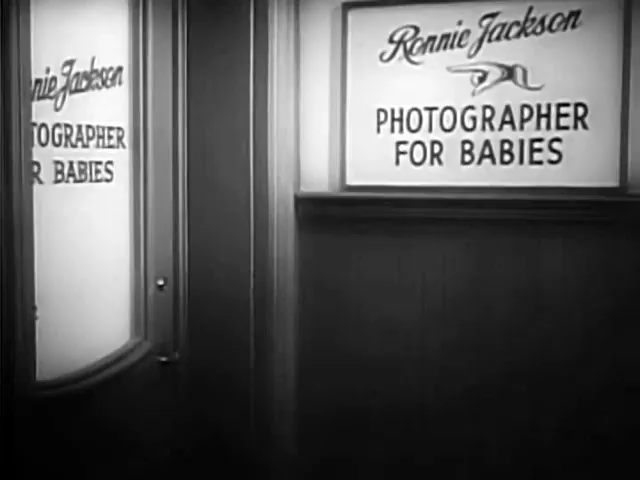 nie Jackson
TOGRAPHER
R BABIES
Ronnie Jackson
PHOTOGRAPHER
FOR BABIES